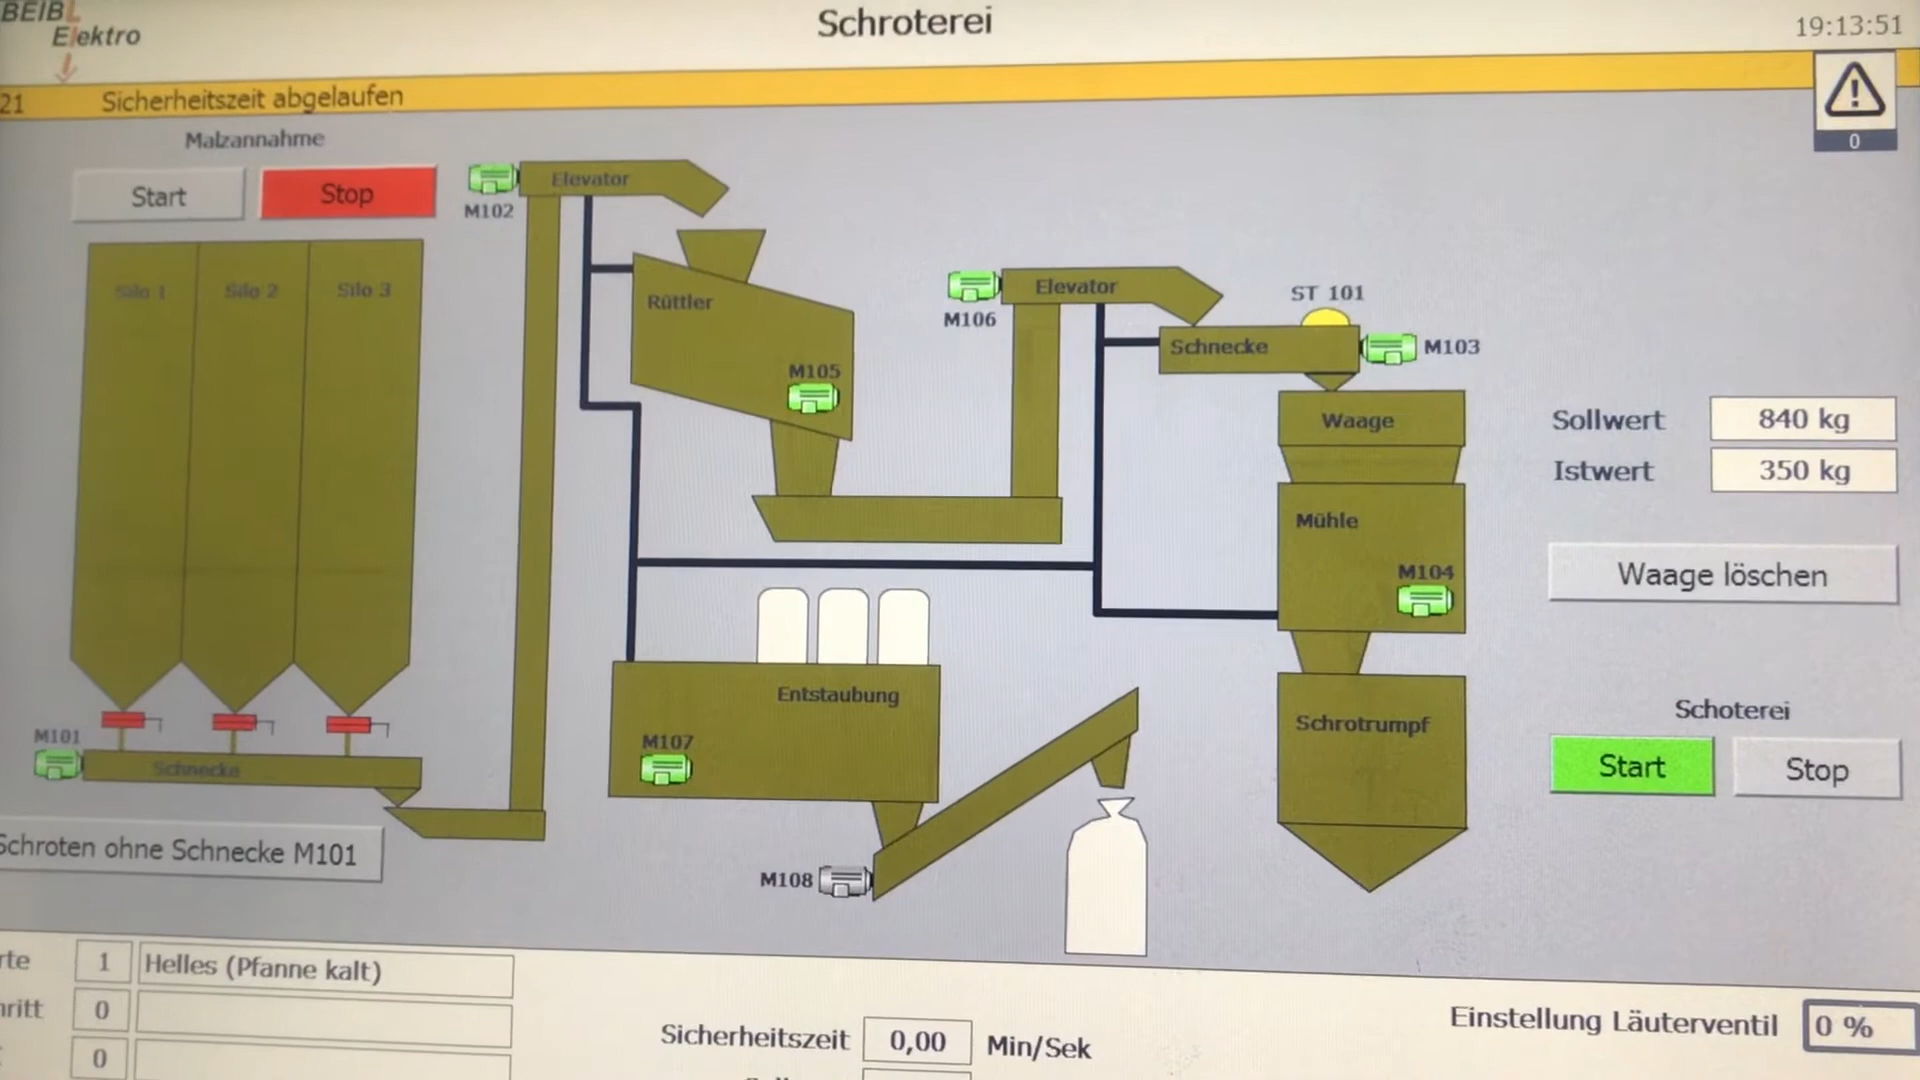 BEIBL
Elektro
Schroterei
19:13:51
21 Sicherheitszeit abgelaufen
0
Malzannahme
Start Stop
Elevator
M102
Silo 1 Silo 2 Silo 3
Rüttler
M105
Elevator
M106
ST 101
Schnecke
M103
Waage
Sollwert 840 kg
Istwert 350 kg
Mühle
M104
Waage löschen
Entstaubung
M107
Schrotrumpf
Schoterei
Start Stop
M101
Schnecke
Schroten ohne Schnecke M101
M108
rte 1 Helles (Pfanne kalt)
hritt 0
0
Sicherheitszeit 0,00 Min/Sek
Einstellung Läuterventil 0 %